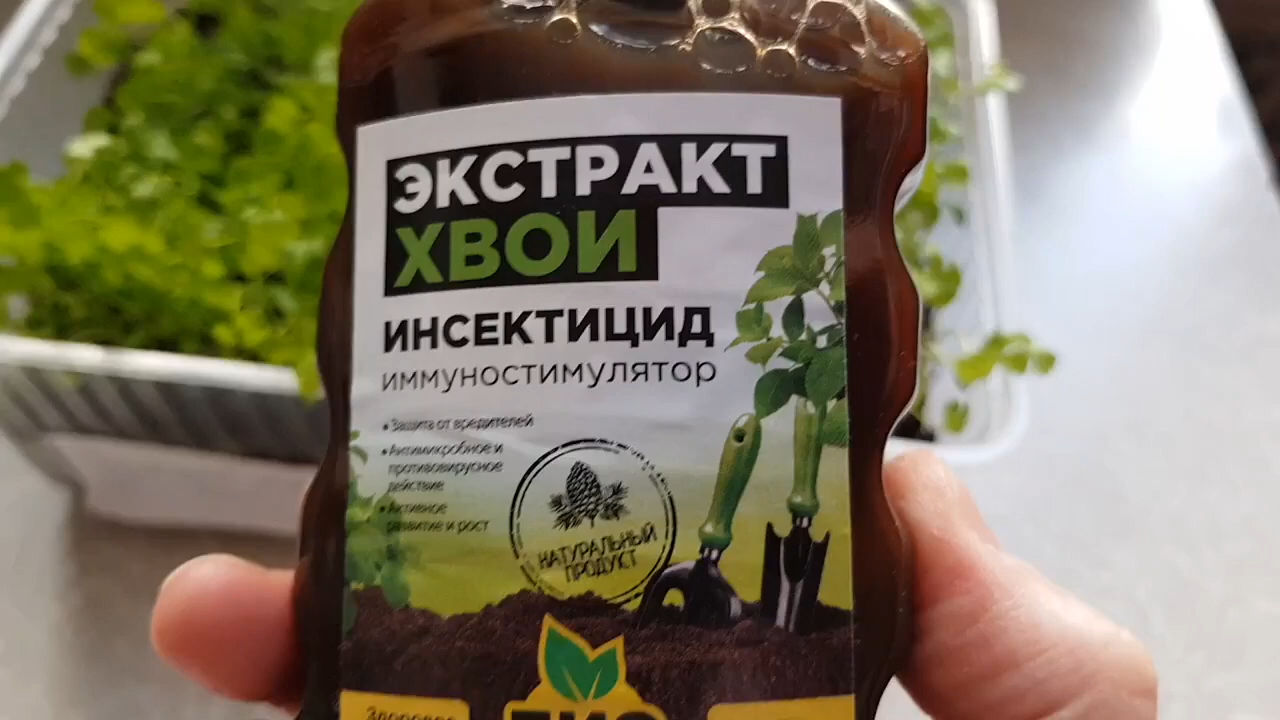 ЭКСТРАКТ
ХВОИ
ИНСЕКТИЦИД
иммуностимулятор
• Защита от вредителей
• Антимикробное и
противовирусное
действие
• Активное
развитие и рост
НАТУРАЛЬНЫЙ
ПРОДУКТ